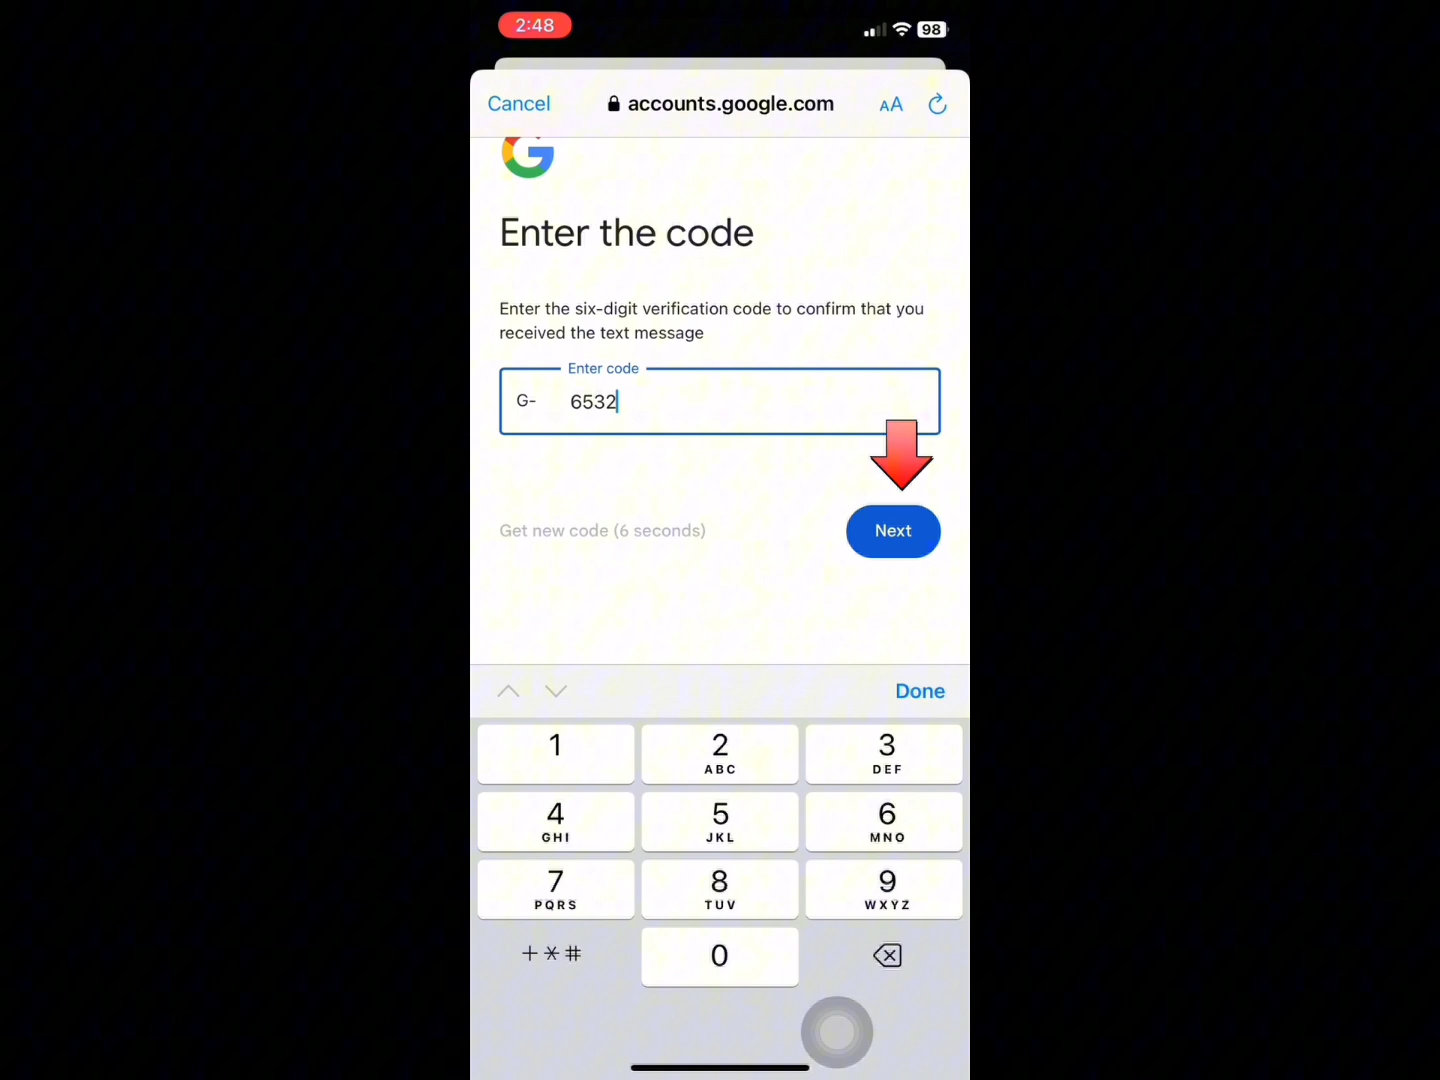 2:48
98
Cancel
accounts.google.com
AA
Enter the code
Enter the six-digit verification code to confirm that you
received the text message
Enter code
G- 6532
Get new code (6 seconds)
Next
Done
1
2
ABC
3
DEF
4
GHI
5
JKL
6
MNO
7
PQRS
8
TUV
9
WXYZ
+*#
0